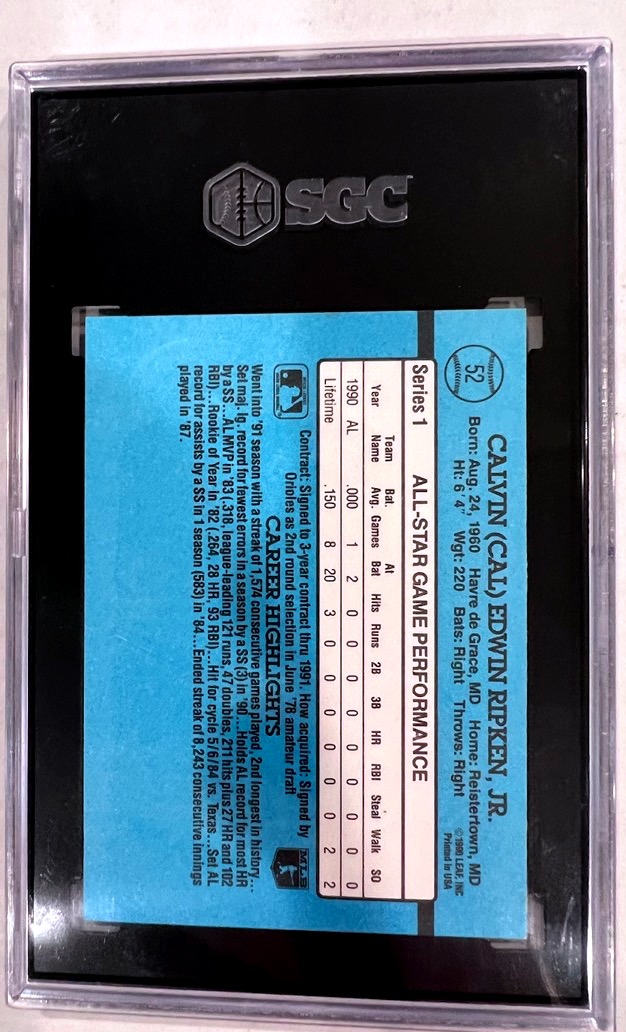 SGC
52
CALVIN (CAL) EDWIN RIPKEN, JR.
Born: Aug. 24, 1960 Havre de Grace, MD Home: Reistertown, MD
Ht: 6' 4" Wgt: 220 Bats: Right Throws: Right
© 1990 LEAF, INC
Printed in USA
Series 1 ALL-STAR GAME PERFORMANCE
Year Team Name Bat. Avg. Games At Bat Hits Runs 2B 3B HR RBI Steal Walk SO
1990 AL .000 1 2 0 0 0 0 0 0 0 0 0
Lifetime .150 8 20 3 0 0 0 0 0 0 2 2
Contract: Signed to 3-year contract thru 1991. How acquired: Signed by
Orioles as 2nd round selection in June '78 amateur draft
MLB
CAREER HIGHLIGHTS
Went into '91 season with a streak of 1,574 consecutive games played, 2nd longest in history...
Set maj. lg. record for fewest errors in a season by a SS (3) in '90...Holds AL record for most HR
by a SS...AL MVP in '83 (.318, league-leading 121 runs, 47 doubles, 211 hits plus 27 HR and 102
RBI)...Rookie of Year in '82 (.264, 28 HR, 93 RBI)...Hit for cycle 5/6/84 vs. Texas...Set AL
record for assists by a SS in 1 season (583) in '84...Ended streak of 8,243 consecutive innings
played in '87.